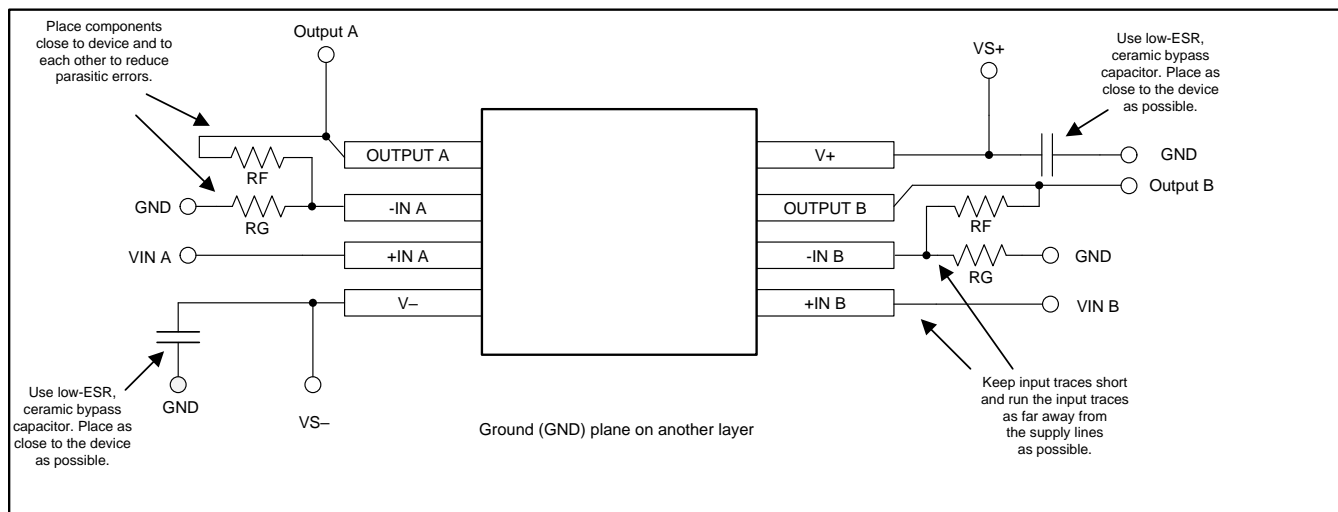 Place components
close to device and to
each other to reduce
parasitic errors.
Output A
VS+
Use low-ESR,
ceramic bypass
capacitor. Place as
close to the device
as possible.
OUTPUT A
RF
GND
RG
-IN A
VIN A
+IN A
V–
V+
GND
OUTPUT B
Output B
RF
-IN B
RG
GND
+IN B
VIN B
Use low-ESR,
ceramic bypass
capacitor. Place as
close to the device
as possible.
GND
VS–
Ground (GND) plane on another layer
Keep input traces short
and run the input traces
as far away from
the supply lines
as possible.